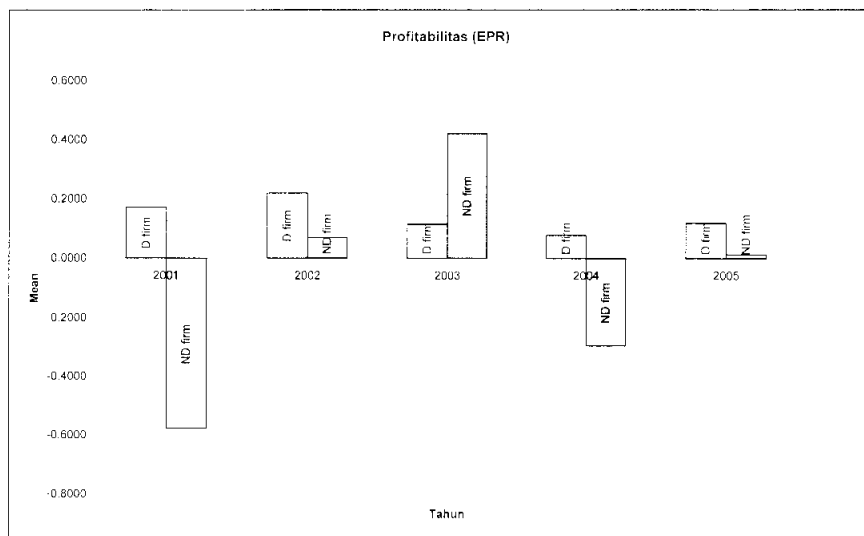 Profitabilitas (EPR)
0.6000
0.4000
0.2000
0.0000
0.2000
-0.4000
-0.6000
-0.8000
Mean
D firm
ND firm
D firm
ND firm
D firm
ND firm
D firm
ND firm
D firm
ND firm
2001
2002
2003
2004
2005
Tahun